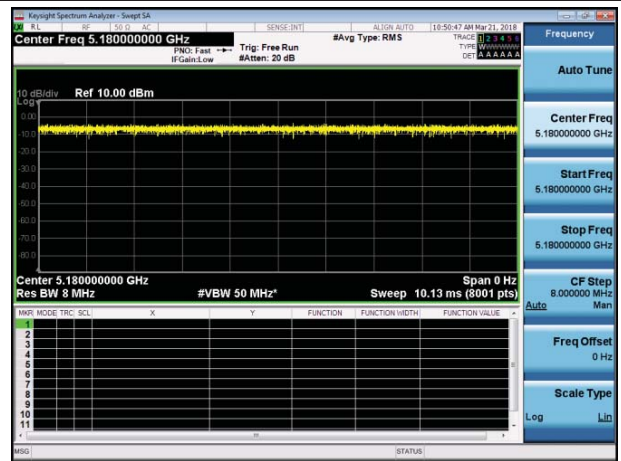 Keysight Spectrum Analyzer - Swept SA
RL RF 50 Ω AC SENSE:INT ALIGN AUTO 10:50:47 AM Mar 21, 2018
Center Freq 5.180000000 GHz
PNO: Fast
IFGain:Low
Trig: Free Run
#Atten: 20 dB
#Avg Type: RMS
TRACE 1 2 3 4 5 6
TYPE WWWWWW
DET A A A A A A
10 dB/div Ref 10.00 dBm
Log
0.00
-10.0
-20.0
-30.0
-40.0
-50.0
-60.0
-70.0
-80.0
Center 5.180000000 GHz Span 0 Hz
Res BW 8 MHz #VBW 50 MHz* Sweep 10.13 ms (8001 pts)
MKR MODE TRC SCL X Y FUNCTION FUNCTION WIDTH FUNCTION VALUE
1
2
3
4
5
6
7
8
9
10
11
MSG STATUS
Frequency
Auto Tune
Center Freq
5.180000000 GHz
Start Freq
5.180000000 GHz
Stop Freq
5.180000000 GHz
CF Step
8.000000 MHz
Auto Man
Freq Offset
0 Hz
Scale Type
Log Lin